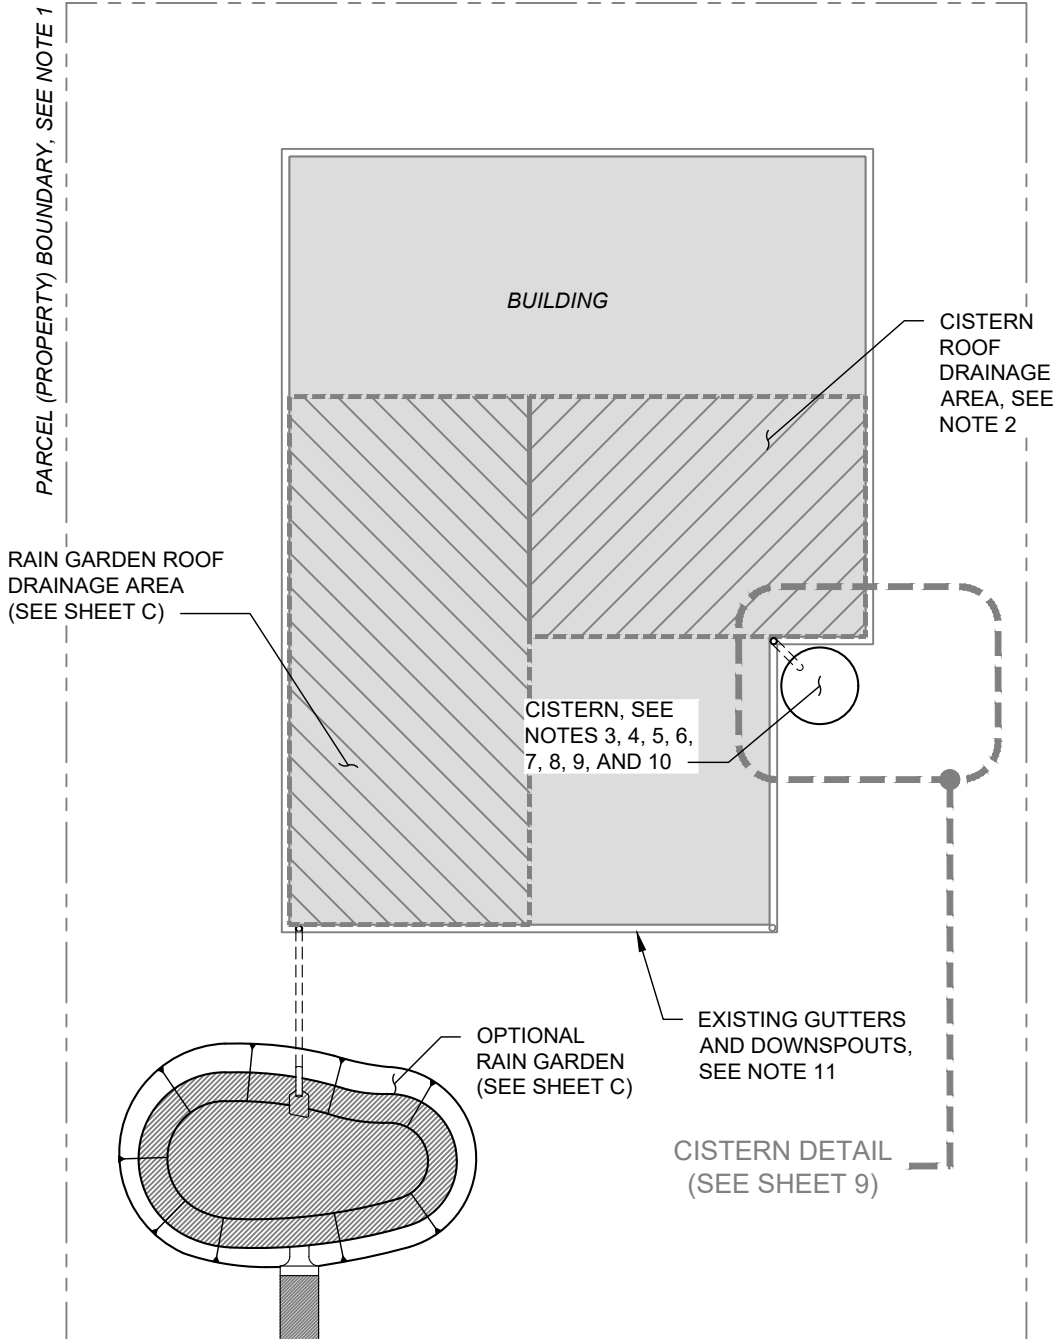 PARCEL (PROPERTY) BOUNDARY, SEE NOTE 1
BUILDING
CISTERN
ROOF
DRAINAGE
AREA, SEE
NOTE 2
RAIN GARDEN ROOF
DRAINAGE AREA
(SEE SHEET C)
CISTERN, SEE
NOTES 3, 4, 5, 6,
7, 8, 9, AND 10
OPTIONAL
RAIN GARDEN
(SEE SHEET C)
EXISTING GUTTERS
AND DOWNSPOUTS,
SEE NOTE 11
CISTERN DETAIL
(SEE SHEET 9)